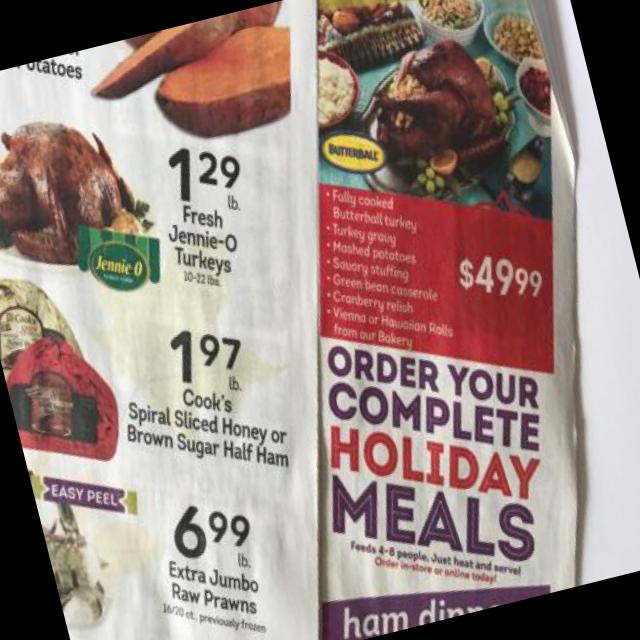 Potatoes
1 29
lb.
Fresh
Jennie-O
Turkeys
10-22 lbs.
Jennie-O
1 97
lb.
Cook's
Spiral Sliced Honey or
Brown Sugar Half Ham
EASY PEEL
6 99
lb.
Extra Jumbo
Raw Prawns
16/20 ct., previously frozen
BUTTERBALL
• Fully cooked
Butterball turkey
• Turkey gravy
• Mashed potatoes
• Savory stuffing
• Green bean casserole
• Cranberry relish
• Vienna or Hawaiian Rolls
from our Bakery
$49 99
ORDER YOUR
COMPLETE
HOLIDAY
MEALS
Feeds 4-8 people. Just heat and serve!
Order in-store or online today!
ham